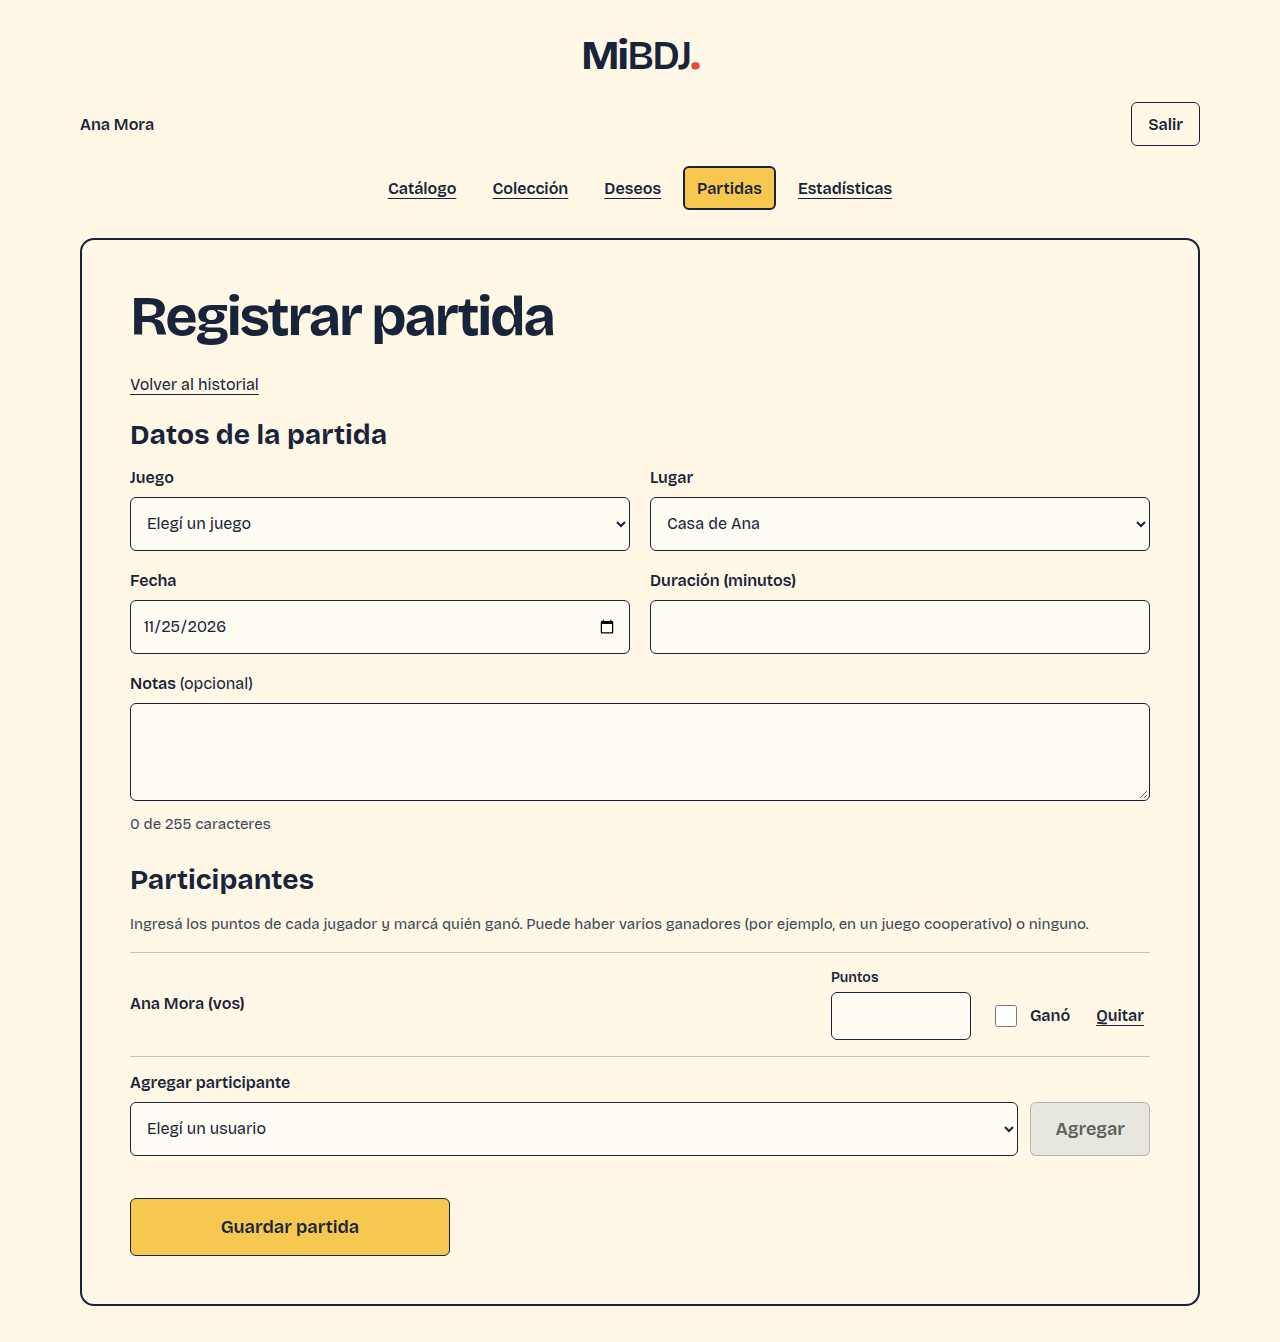 MiBDJ.
Ana Mora
Salir
Catálogo Colección Deseos Partidas Estadísticas
Registrar partida
Volver al historial
Datos de la partida
Juego
Lugar
Elegí un juego
Casa de Ana
Fecha
Duración (minutos)
11/25/2026
Notas (opcional)
0 de 255 caracteres
Participantes
Ingresá los puntos de cada jugador y marcá quién ganó. Puede haber varios ganadores (por ejemplo, en un juego cooperativo) o ninguno.
Puntos
Ana Mora (vos)
Ganó
Quitar
Agregar participante
Elegí un usuario
Agregar
Guardar partida